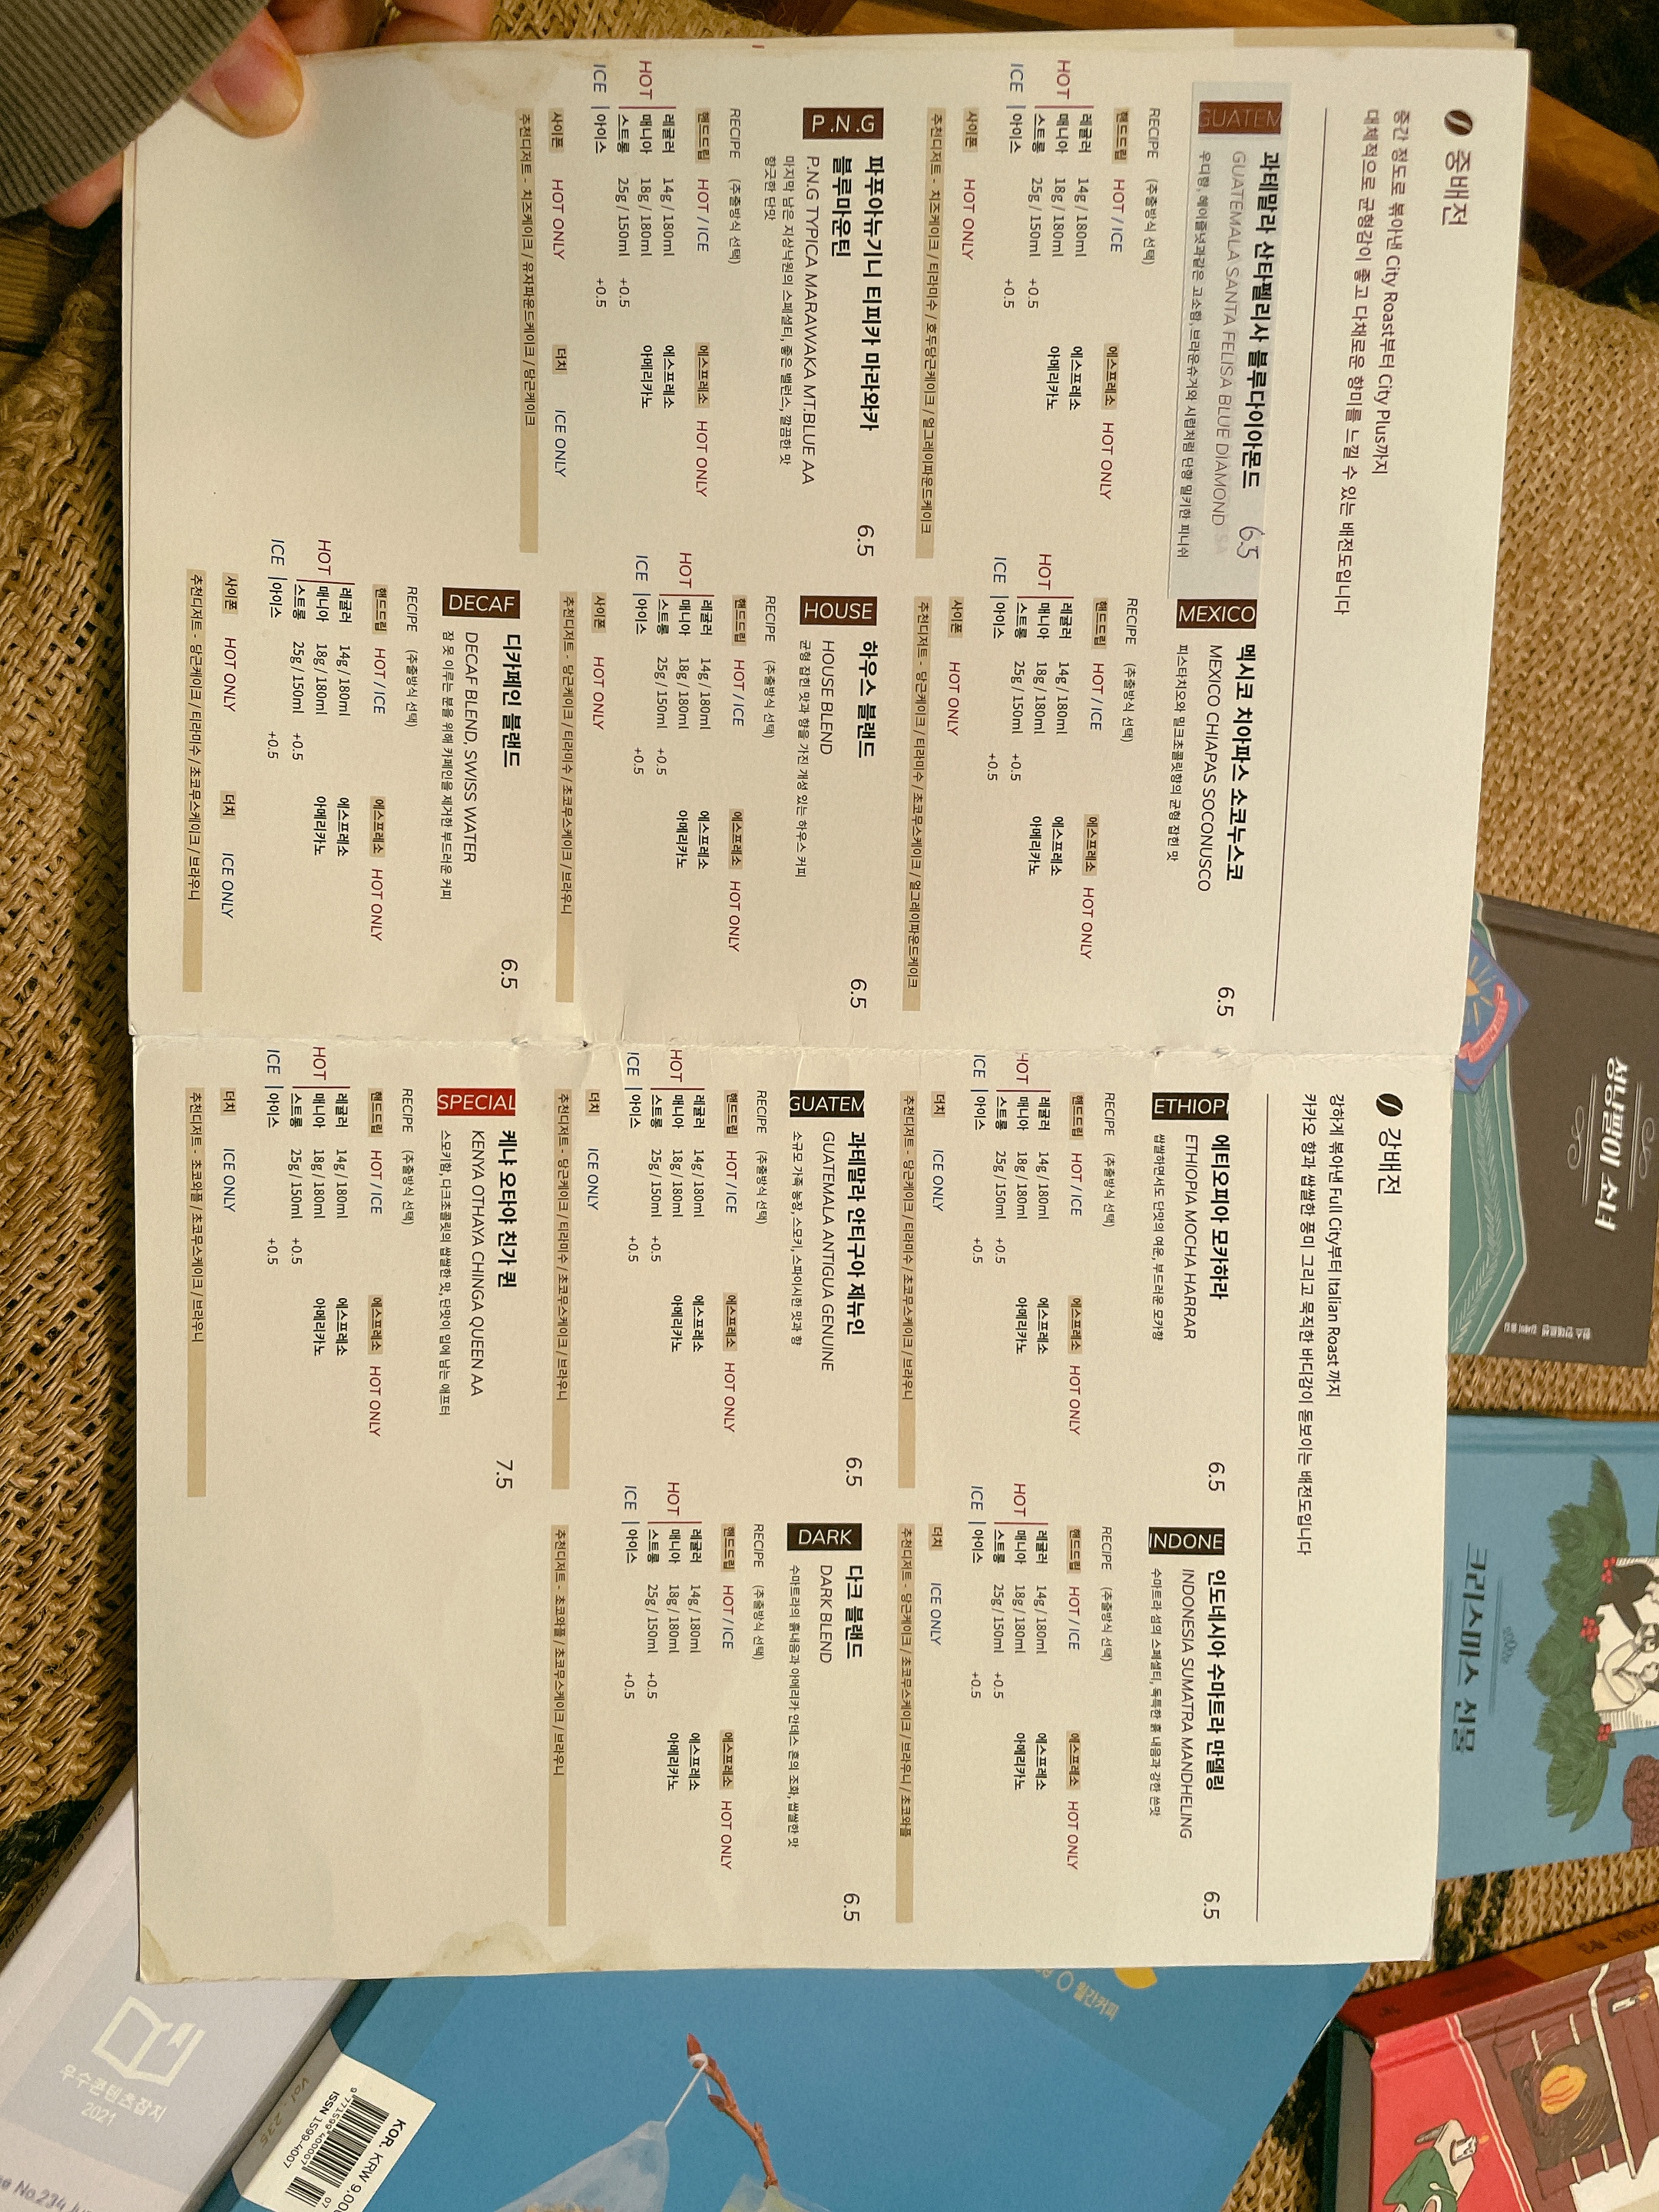 중배전
중간 정도로 볶아낸 City Roast부터 City Plus까지
대체적으로 균형감이 좋고 다채로운 향미를 느낄 수 있는 배전도입니다
GUATEM
과테말라 산타펠리사 블루다이아몬드 6.5
GUATEMALA SANTA FELISA BLUE DIAMOND SA
우디향, 헤이즐넛과같은 고소함, 브라운슈거와 시럽처럼 단향 밀키한 피니쉬
RECIPE (추출방식 선택)
핸드드립 HOT / ICE 에스프레소 HOT ONLY
HOT 레귤러 14g / 180ml 에스프레소
매니아 18g / 180ml 아메리카노
스트롱 25g / 150ml +0.5
ICE 아이스 +0.5
사이폰 HOT ONLY
추천디저트 - 치즈케이크 / 티라미수 / 호두당근케이크 / 얼그레이파운드케이크
MEXICO
멕시코 치아파스 소코누스코
MEXICO CHIAPAS SOCONUSCO 6.5
피스타치와 밀크초콜릿향의 균형 잡힌 맛
RECIPE (추출방식 선택)
핸드드립 HOT / ICE 에스프레소 HOT ONLY
HOT 레귤러 14g / 180ml 에스프레소
매니아 18g / 180ml 아메리카노
스트롱 25g / 150ml +0.5
ICE 아이스 +0.5
사이폰 HOT ONLY
추천디저트 - 당근케이크 / 티라미수 / 초코무스케이크 / 얼그레이파운드케이크
P.N.G
파푸아뉴기니 티피카 마라와카
블루마운틴 6.5
P.N.G TYPICA MARAWAKA MT.BLUE AA
마지막 남은 지상낙원의 스페셜티, 좋은 밸런스, 깔끔한 맛
향긋한 단맛
RECIPE (추출방식 선택)
핸드드립 HOT / ICE 에스프레소 HOT ONLY
HOT 레귤러 14g / 180ml 에스프레소
매니아 18g / 180ml 아메리카노
스트롱 25g / 150ml +0.5
ICE 아이스 +0.5
사이폰 HOT ONLY 더치 ICE ONLY
추천디저트 - 치즈케이크 / 유자파운드케이크 / 당근케이크
HOUSE
하우스 블랜드 6.5
HOUSE BLEND
균형 잡힌 맛과 향을 가진 개성 있는 하우스 커피
RECIPE (추출방식 선택)
핸드드립 HOT / ICE 에스프레소 HOT ONLY
HOT 레귤러 14g / 180ml 에스프레소
매니아 18g / 180ml 아메리카노
스트롱 25g / 150ml +0.5
ICE 아이스 +0.5
사이폰 HOT ONLY
추천디저트 - 당근케이크 / 티라미수 / 초코무스케이크 / 브라우니
DECAF
디카페인 블랜드 6.5
DECAF BLEND, SWISS WATER
잠 못 이루는 분을 위해 카페인을 제거한 부드러운 커피
RECIPE (추출방식 선택)
핸드드립 HOT / ICE 에스프레소 HOT ONLY
HOT 레귤러 14g / 180ml 에스프레소
매니아 18g / 180ml 아메리카노
스트롱 25g / 150ml +0.5
ICE 아이스 +0.5
사이폰 HOT ONLY 더치 ICE ONLY
추천디저트 - 당근케이크 / 티라미수 / 초코무스케이크 / 브라우니
강배전
강하게 볶아낸 Full City부터 Italian Roast 까지
카카오 향과 쌉쌀한 풍미 그리고 묵직한 바디감이 돋보이는 배전도입니다
ETHIOP
에티오피아 모카하라 6.5
ETHIOPIA MOCHA HARRAR
쌉쌀하면서도 단맛의 여운, 부드러운 모카향
RECIPE (추출방식 선택)
핸드드립 HOT / ICE 에스프레소 HOT ONLY
HOT 레귤러 14g / 180ml 에스프레소
매니아 18g / 180ml 아메리카노
스트롱 25g / 150ml +0.5
ICE 아이스 +0.5
더치 ICE ONLY
추천디저트 - 당근케이크 / 티라미수 / 초코무스케이크 / 브라우니
INDONE
인도네시아 수마트라 만델링 6.5
INDONESIA SUMATRA MANDHELING
수마트라 섬의 스페셜티, 독특한 흙 내음과 강한 쓴맛
RECIPE (추출방식 선택)
핸드드립 HOT / ICE 에스프레소 HOT ONLY
HOT 레귤러 14g / 180ml 에스프레소
매니아 18g / 180ml 아메리카노
스트롱 25g / 150ml +0.5
ICE 아이스 +0.5
더치 ICE ONLY
추천디저트 - 당근케이크 / 초코무스케이크 / 브라우니 / 초코와플
GUATEM
과테말라 안티구아 제뉴인 6.5
GUATEMALA ANTIGUA GENUINE
소규모 가족 농장, 스모키, 스파이시한 맛과 향
RECIPE (추출방식 선택)
핸드드립 HOT / ICE 에스프레소 HOT ONLY
HOT 레귤러 14g / 180ml 에스프레소
매니아 18g / 180ml 아메리카노
스트롱 25g / 150ml +0.5
ICE 아이스 +0.5
더치 ICE ONLY
추천디저트 - 당근케이크 / 티라미수 / 초코무스케이크 / 브라우니
DARK
다크 블랜드 6.5
DARK BLEND
수마트라의 흙내음과 아메리카 안데스 혼의 조화, 쌉쌀한 맛
RECIPE (추출방식 선택)
핸드드립 HOT / ICE 에스프레소 HOT ONLY
HOT 레귤러 14g / 180ml 에스프레소
매니아 18g / 180ml 아메리카노
스트롱 25g / 150ml +0.5
ICE 아이스 +0.5
추천디저트 - 초코와플 / 초코무스케이크 / 브라우니
SPECIAL
케냐 오타야 친가 퀸 7.5
KENYA OTHAYA CHINGA QUEEN AA
스모키함, 다크초콜릿의 쌉쌀한 맛, 단맛이 입에 남는 애프터
RECIPE (추출방식 선택)
핸드드립 HOT / ICE 에스프레소 HOT ONLY
HOT 레귤러 14g / 180ml 에스프레소
매니아 18g / 180ml 아메리카노
스트롱 25g / 150ml +0.5
ICE 아이스 +0.5
더치 ICE ONLY
추천디저트 - 초코와플 / 초코무스케이크 / 브라우니
성냥팔이 소녀
크리스마스 선물
월간커피
우수콘텐츠잡지
2021
Vol. 235
KOR. KRW 9,00
ISSN 1599-4007
9 771599 400007
07
No.234